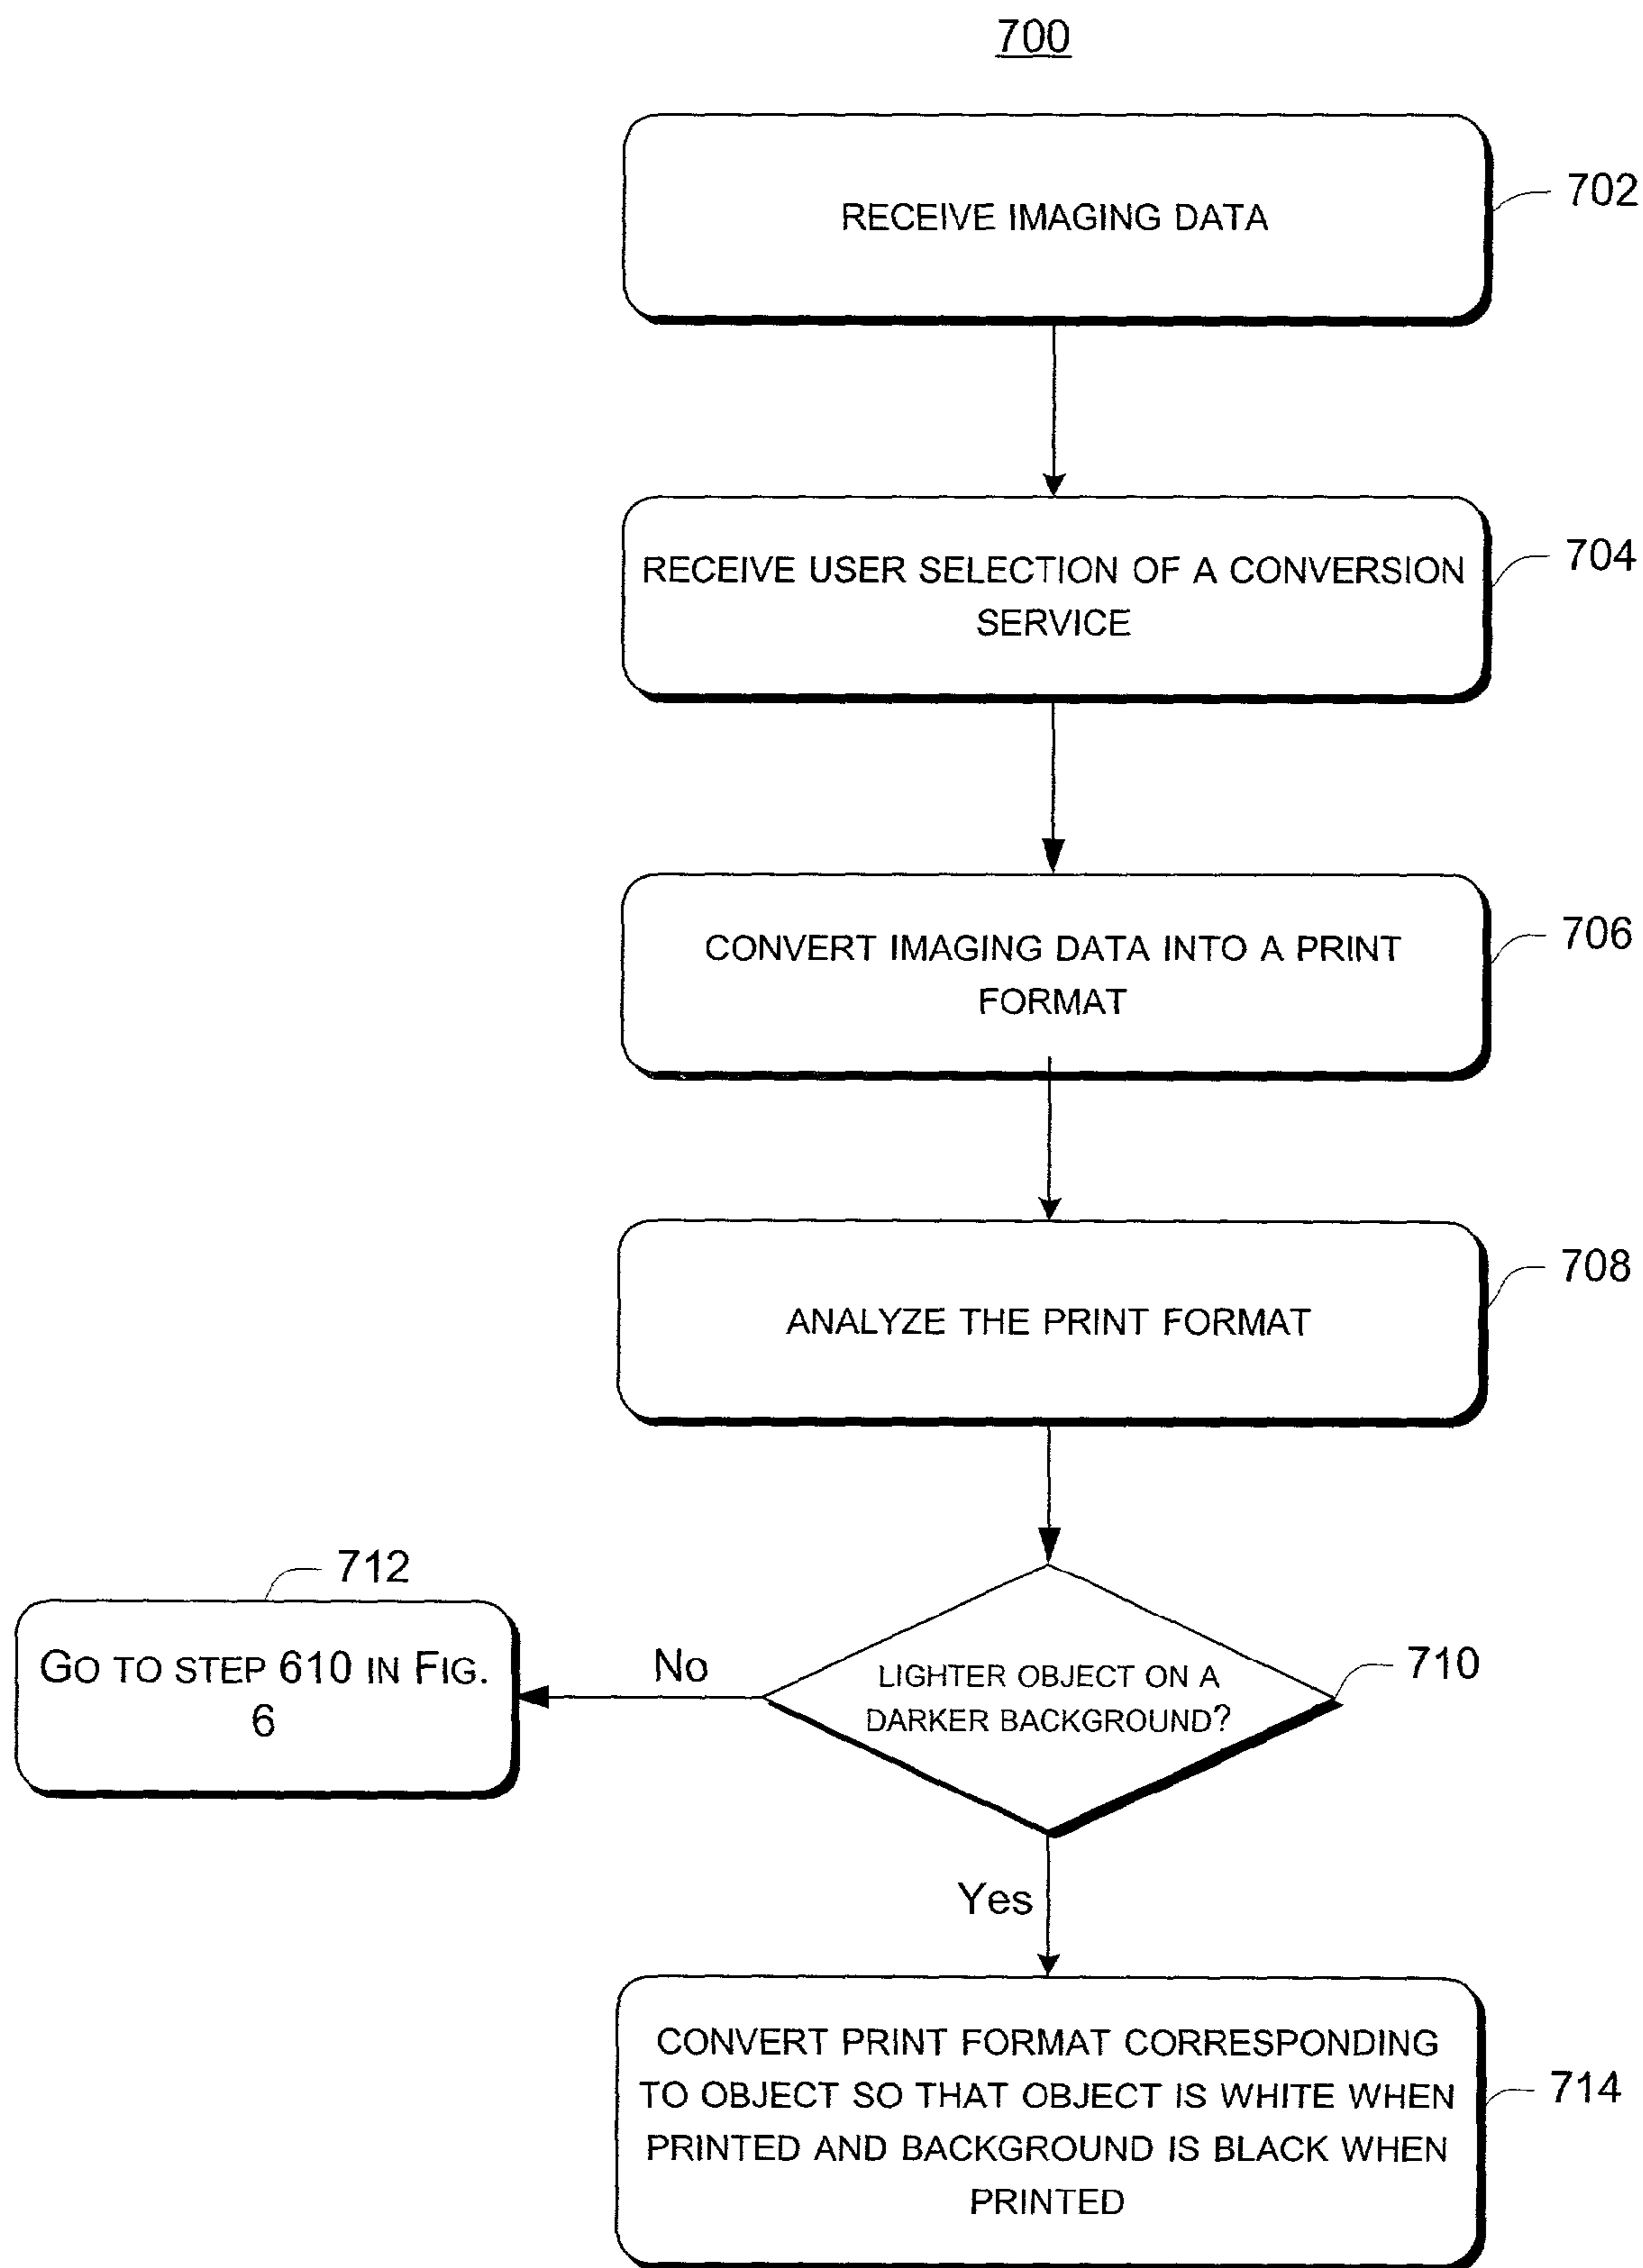 700
RECEIVE IMAGING DATA
702
RECEIVE USER SELECTION OF A CONVERSION
SERVICE
704
CONVERT IMAGING DATA INTO A PRINT
FORMAT
706
ANALYZE THE PRINT FORMAT
708
712
GO TO STEP 610 IN FIG.
6
No
LIGHTER OBJECT ON A
DARKER BACKGROUND?
710
Yes
CONVERT PRINT FORMAT CORRESPONDING
TO OBJECT SO THAT OBJECT IS WHITE WHEN
PRINTED AND BACKGROUND IS BLACK WHEN
PRINTED
714